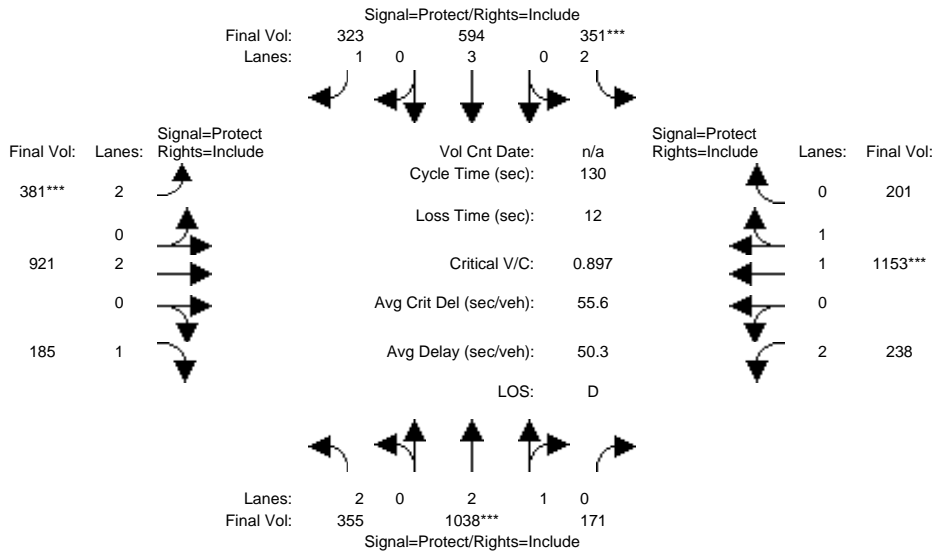 Signal=Protect/Rights=Include
Final Vol: 323 594 351***
Lanes: 1 0 3 0 2
Signal=Protect Signal=Protect
Final Vol: Lanes: Rights=Include Vol Cnt Date: n/a Rights=Include Lanes: Final Vol:
Cycle Time (sec): 130
381*** 2 0 201
Loss Time (sec): 12
0 1
921 2 Critical V/C: 0.897 1 1153***
0 Avg Crit Del (sec/veh): 55.6 0
185 1 Avg Delay (sec/veh): 50.3 2 238
LOS: D
Lanes: 2 0 2 1 0
Final Vol: 355 1038*** 171
Signal=Protect/Rights=Include